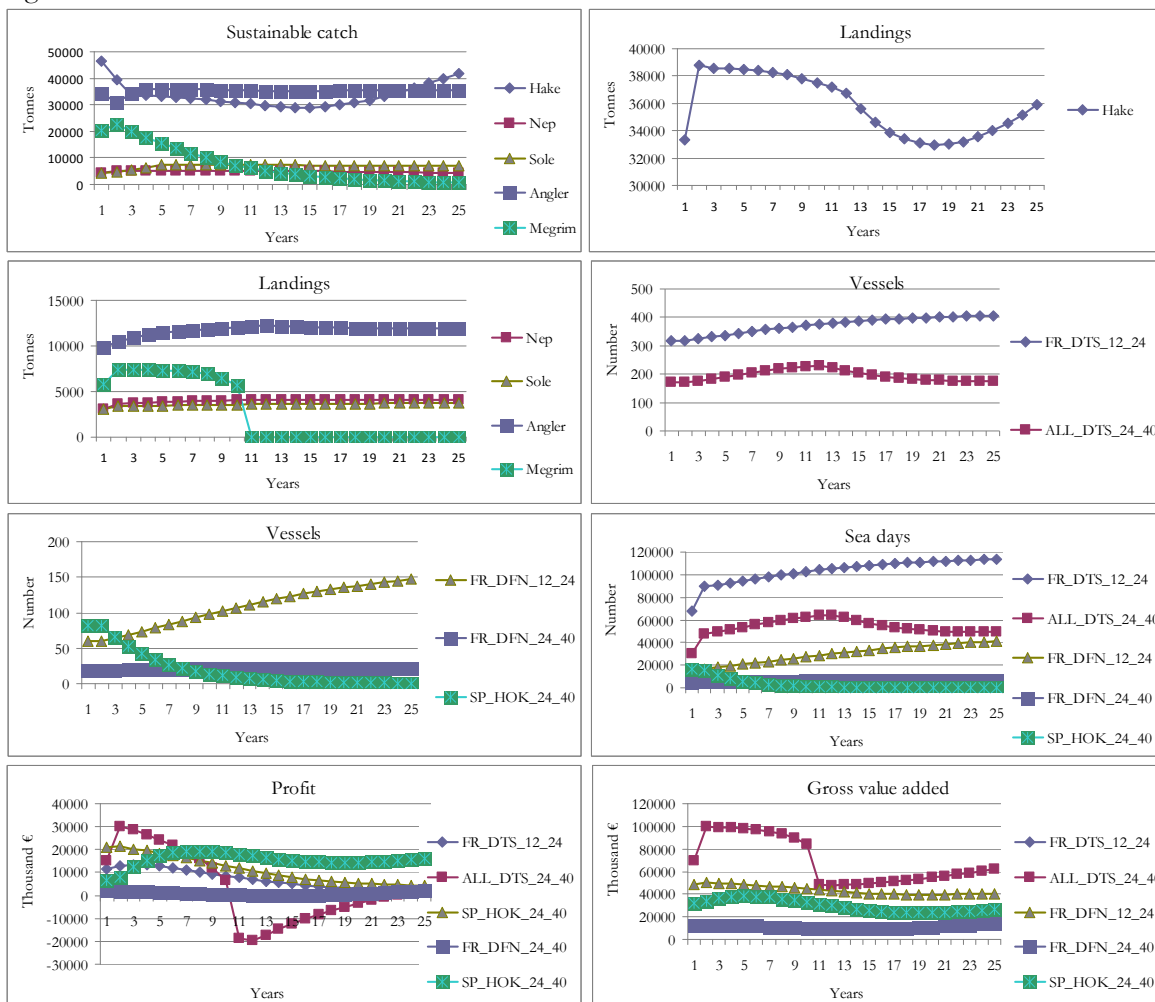 Sustainable catch
50000
40000
30000
20000
10000
0
Tonnes
1 3 5 7 9 11 13 15 17 19 21 23 25
Years
Hake
Nep
Sole
Angler
Megrim
Landings
40000
38000
36000
34000
32000
30000
Tonnes
1 3 5 7 9 11 13 15 17 19 21 23 25
Years
Hake
Landings
15000
10000
5000
0
Tonnes
1 3 5 7 9 11 13 15 17 19 21 23 25
Years
Nep
Sole
Angler
Megrim
Vessels
500
400
300
200
100
0
Number
1 3 5 7 9 11 13 15 17 19 21 23 25
Years
FR_DTS_12_24
ALL_DTS_24_40
Vessels
200
150
100
50
0
Number
1 3 5 7 9 11 13 15 17 19 21 23 25
Years
FR_DFN_12_24
FR_DFN_24_40
SP_HOK_24_40
Sea days
120000
100000
80000
60000
40000
20000
0
Number
1 3 5 7 9 11 13 15 17 19 21 23 25
Years
FR_DTS_12_24
ALL_DTS_24_40
FR_DFN_12_24
FR_DFN_24_40
SP_HOK_24_40
Profit
40000
30000
20000
10000
0
-10000
-20000
-30000
Thousand €
1 3 5 7 9 11 13 15 17 19 21 23 25
Years
FR_DTS_12_24
ALL_DTS_24_40
SP_HOK_24_40
FR_DFN_24_40
SP_HOK_24_40
Gross value added
120000
100000
80000
60000
40000
20000
0
Thousand €
1 3 5 7 9 11 13 15 17 19 21 23 25
Years
FR_DTS_12_24
ALL_DTS_24_40
FR_DFN_12_24
FR_DFN_24_40
SP_HOK_24_40